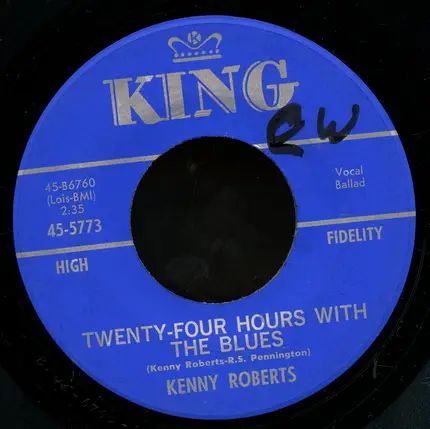 K
KING
RW
45-B6760
(Lois-BMI)
2:35
45-5773
Vocal
Ballad
HIGH
FIDELITY
TWENTY-FOUR HOURS WITH
THE BLUES
(Kenny Roberts-R.S. Pennington)
KENNY ROBERTS